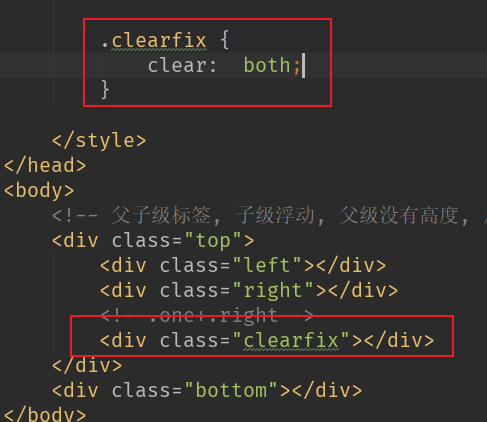 .clearfix {
clear:  both;
}
</style>
</head>
<body>
<!-- 父子级标签, 子级浮动, 父级没有高度,
<div class="top">
<div class="left"></div>
<div class="right"></div>
<!-- .one+.right-->
<div class="clearfix"></div>
</div>
<div class="bottom"></div>
</body>